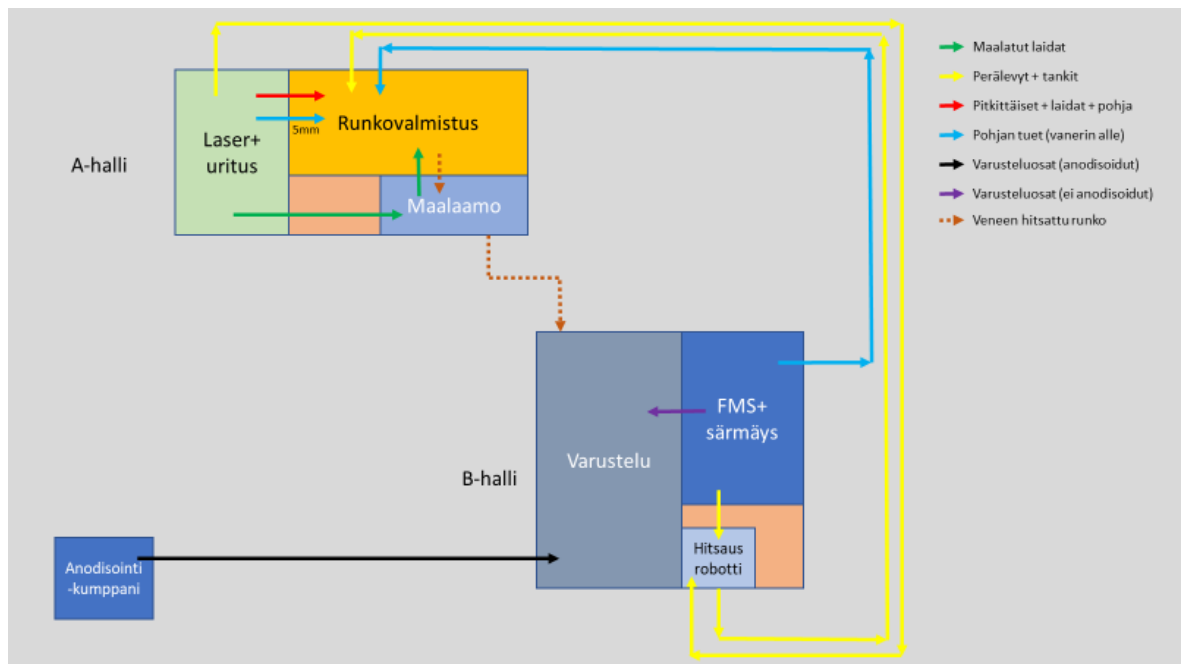 Maalatut laidat
Perälevyt + tankit
Pitkittäiset + laidat + pohja
Pohjan tuet (vanerin alle)
Varusteluosat (anodisoidut)
Varusteluosat (ei anodisoidut)
Veneen hitsattu runko
A-halli
Laser+
uritus
5mm
Runkovalmistus
Maalaamo
B-halli
Varustelu
FMS+
särmäys
Hitsaus
robotti
Anodisointi
-kumppani